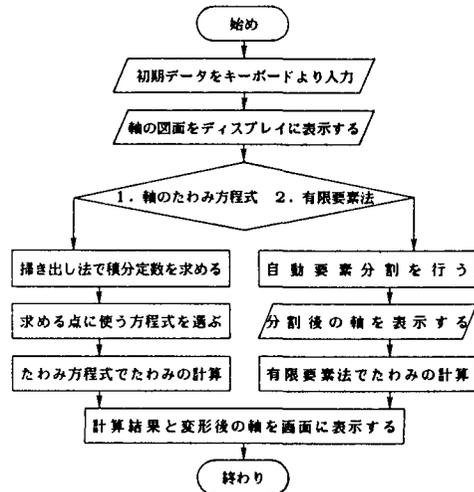 始め
初期データをキーボードより入力
軸の図面をディスプレイに表示する
1．軸のたわみ方程式　2．有限要素法
掃き出し法で積分定数を求める
求める点に使う方程式を選ぶ
たわみ方程式でたわみの計算
自動要素分割を行う
分割後の軸を表示する
有限要素法でたわみの計算
計算結果と変形後の軸を画面に表示する
終わり